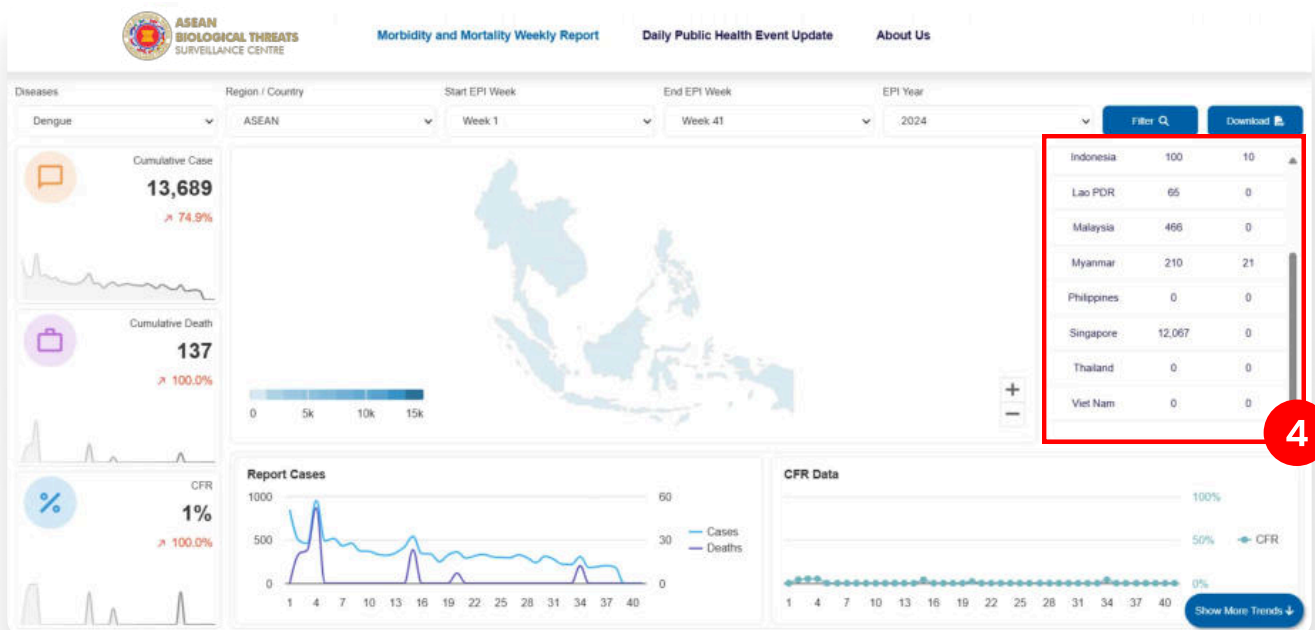 ASEAN
BIOLOGICAL THREATS
SURVEILLANCE CENTRE
Morbidity and Mortality Weekly Report
Daily Public Health Event Update
About Us
Diseases
Region / Country
Start EPI Week
End EPI Week
EPI Year
Dengue
ASEAN
Week 1
Week 41
2024
Filter
Download
Cumulative Case
13,689
74.9%
Cumulative Death
137
100.0%
CFR
1%
100.0%
0 5k 10k 15k
+
−
Indonesia 100 10
Lao PDR 65 0
Malaysia 466 0
Myanmar 210 21
Philippines 0 0
Singapore 12,067 0
Thailand 0 0
Viet Nam 0 0
4
Report Cases
1000
500
0
60
30
0
Cases
Deaths
1 4 7 10 13 16 19 22 25 28 31 34 37 40
CFR Data
100%
50%
0%
CFR
1 4 7 10 13 16 19 22 25 28 31 34 37 40
Show More Trends